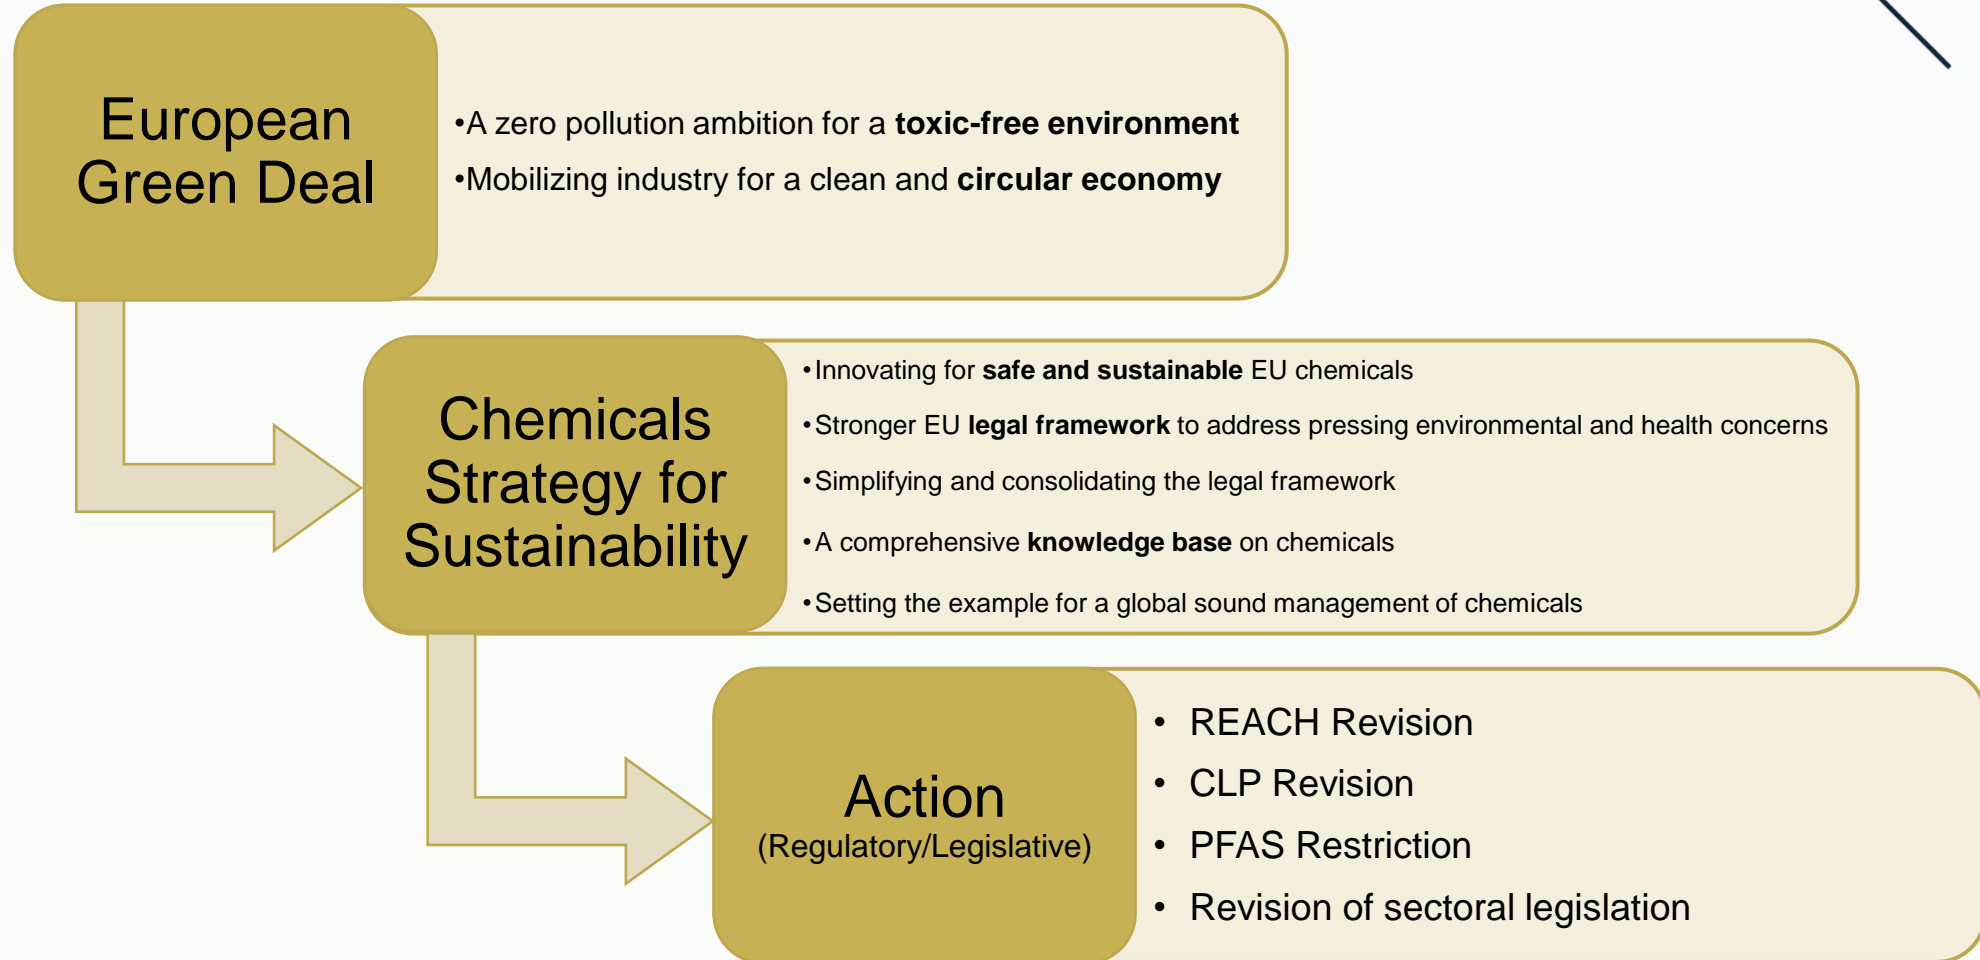 European
Green Deal
•A zero pollution ambition for a toxic-free environment
•Mobilizing industry for a clean and circular economy
Chemicals
Strategy for
Sustainability
•Innovating for safe and sustainable EU chemicals
•Stronger EU legal framework to address pressing environmental and health concerns
•Simplifying and consolidating the legal framework
•A comprehensive knowledge base on chemicals
•Setting the example for a global sound management of chemicals
Action
(Regulatory/Legislative)
• REACH Revision
• CLP Revision
• PFAS Restriction
• Revision of sectoral legislation